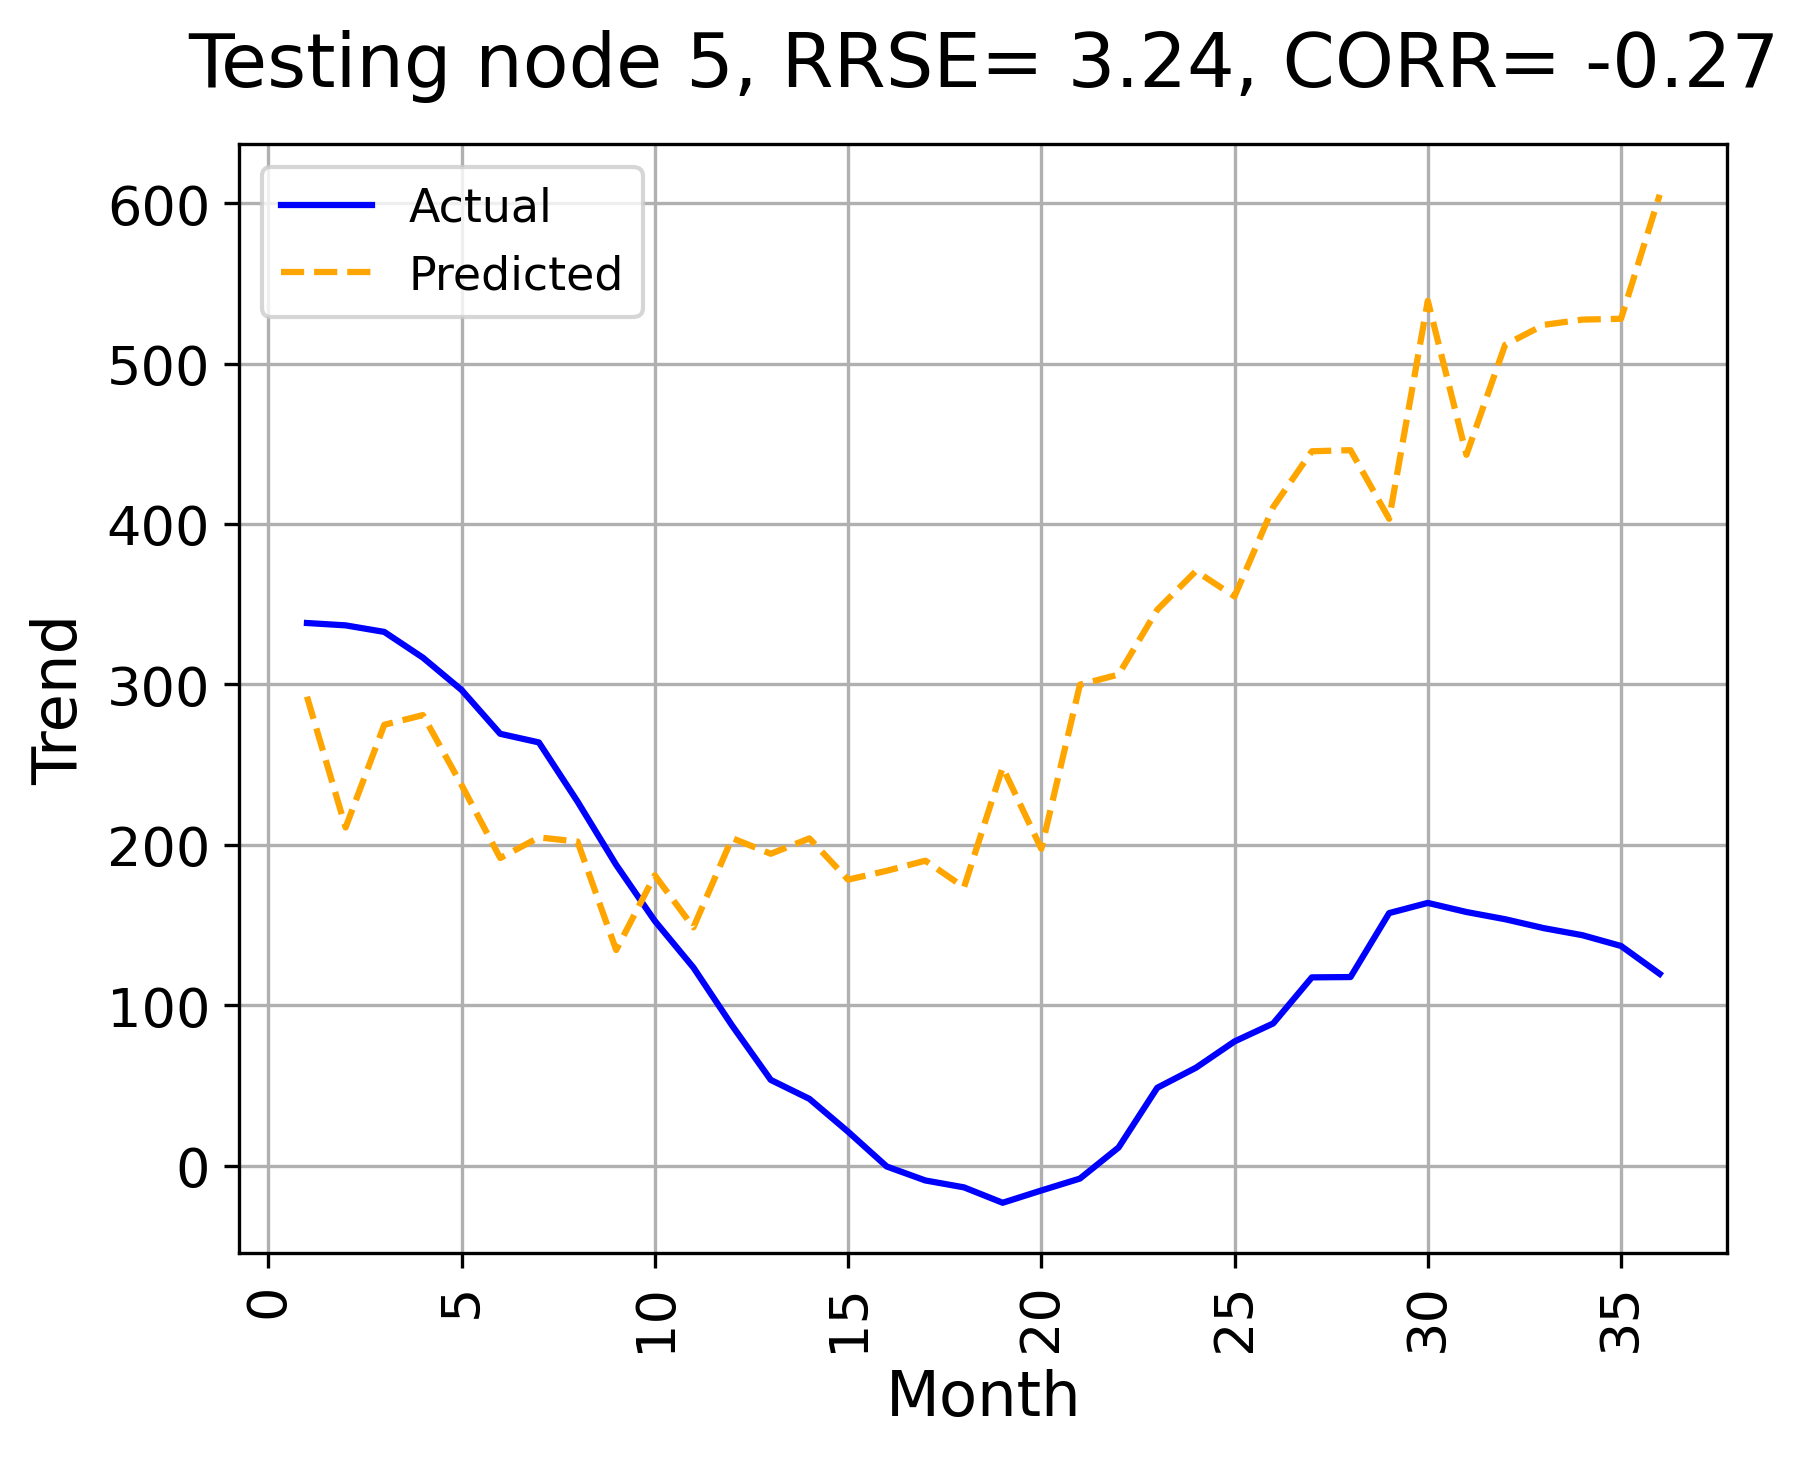 Testing node 5, RRSE= 3.24, CORR= -0.27
Actual
Predicted
600
500
400
300
200
100
0
Trend
0 5 10 15 20 25 30 35
Month